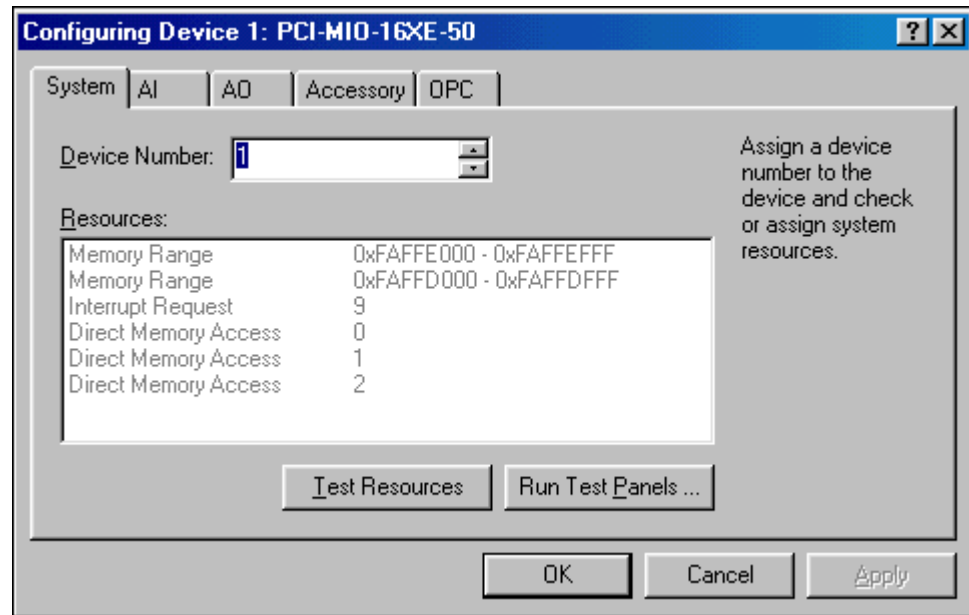 Configuring Device 1: PCI-MIO-16XE-50
System AI AO Accessory OPC
Device Number: 1
Assign a device
number to the
device and check
or assign system
resources.
Resources:
Memory Range 0xFAFFE000 - 0xFAFFEFFF
Memory Range 0xFAFFD000 - 0xFAFFDFFF
Interrupt Request 9
Direct Memory Access 0
Direct Memory Access 1
Direct Memory Access 2
Test Resources Run Test Panels ...
OK Cancel Apply